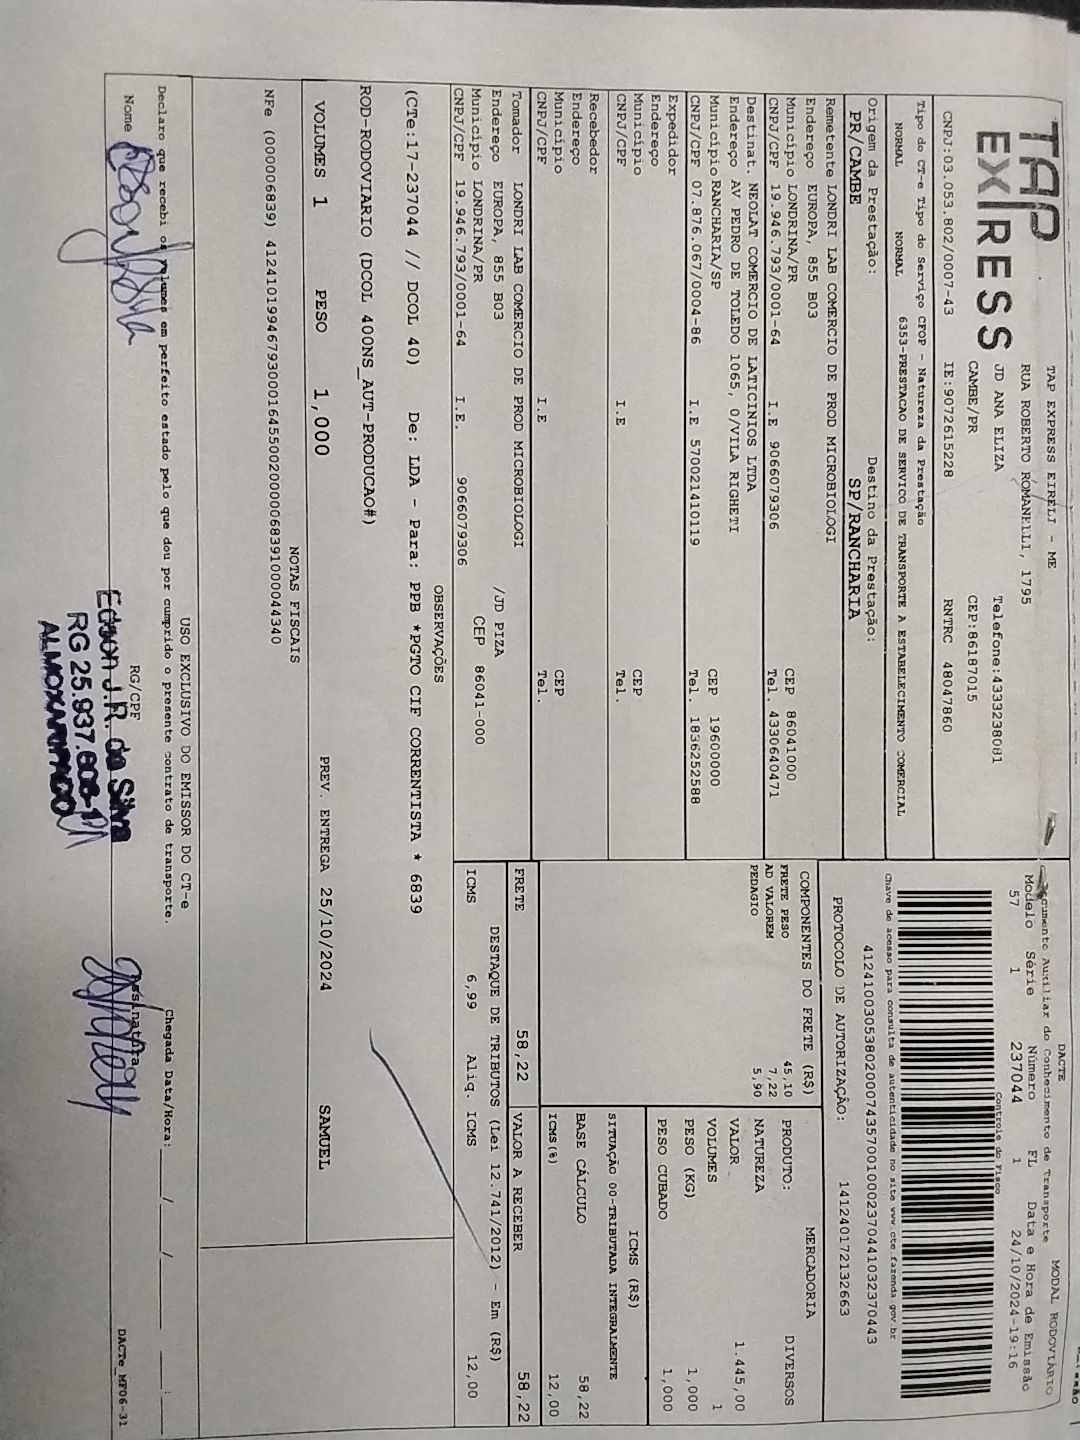 TAP
EXPRESS
TAP EXPRESS EIRELI - ME
RUA ROBERTO ROMANELLI, 1795
JD ANA ELIZA Telefone:4333238081
CAMBE/PR CEP:86187015
CNPJ:03.053.802/0007-43 IE:9072615228 RNTRC 48047860
DACTE
Documento Auxiliar do Conhecimento de Transporte
MODAL RODOVIÁRIO
Modelo Série Número FL Data e Hora de Emissão
57 1 237044 1 24/10/2024-19:16
Controle do Fisco
Chave de acesso para consulta de autenticidade no site www.cte.fazenda.gov.br
41241003053802000743570010002370441032370443
PROTOCOLO DE AUTORIZAÇÃO: 141240172132663
Tipo do CT-e Tipo do Serviço CFOP - Natureza da Prestação
NORMAL NORMAL 6353-PRESTACAO DE SERVICO DE TRANSPORTE A ESTABELECIMENTO COMERCIAL
Origem da Prestação: Destino da Prestação:
PR/CAMBE SP/RANCHARIA
Remetente LONDRI LAB COMERCIO DE PROD MICROBIOLOGI
Endereço EUROPA, 855 B03
Município LONDRINA/PR CEP 86041000
CNPJ/CPF 19.946.793/0001-64 I.E 9066079306 Tel. 4330640471
Destinat. NEOLAT COMERCIO DE LATICINIOS LTDA
Endereço AV PEDRO DE TOLEDO 1065, 0/VILA RIGHETI
Município RANCHARIA/SP CEP 19600000
CNPJ/CPF 07.876.067/0004-86 I.E 570021410119 Tel. 1836252588
Expedidor
Endereço
Município CEP
CNPJ/CPF I.E Tel.
Recebedor
Endereço
Município CEP
CNPJ/CPF I.E Tel.
Tomador LONDRI LAB COMERCIO DE PROD MICROBIOLOGI
Endereço EUROPA, 855 B03 /JD PIZA
Município LONDRINA/PR CEP 86041-000
CNPJ/CPF 19.946.793/0001-64 I.E. 9066079306
COMPONENTES DO FRETE (R$)
FRETE PESO 45,10
AD VALOREM 7,22
PEDAGIO 5,90
PRODUTO: MERCADORIA
NATUREZA DIVERSOS
VALOR 1.445,00
VOLUMES 1
PESO (KG) 1,000
PESO CUBADO 1,000
ICMS (R$)
SITUAÇÃO 00-TRIBUTADA INTEGRALMENTE
BASE CÁLCULO 58,22
ICMS(%) 12,00
FRETE 58,22 VALOR A RECEBER 58,22
DESTAQUE DE TRIBUTOS (Lei 12.741/2012) - Em (R$)
ICMS 6,99 Aliq. ICMS 12,00
OBSERVAÇÕES
(CTe:17-237044 // DCOL 40) De: LDA - Para: PPB *PGTO CIF CORRENTISTA * 6839
ROD-RODOVIARIO (DCOL 400NS_AUT-PRODUCAO#)
VOLUMES 1 PESO 1,000 PREV. ENTREGA 25/10/2024 SAMUEL
NOTAS FISCAIS
NFe (000006839) 41241019946793000164550020000068391000044340
USO EXCLUSIVO DO EMISSOR DO CT-e
Declaro que recebi os volumes em perfeito estado pelo que dou por cumprido o presente contrato de transporte.
Chegada Data/Hora: / / :
Nome RG/CPF Assinatura
Edson J.R. da Silva
ALMOXARIFADO
DACTe_MF06-31